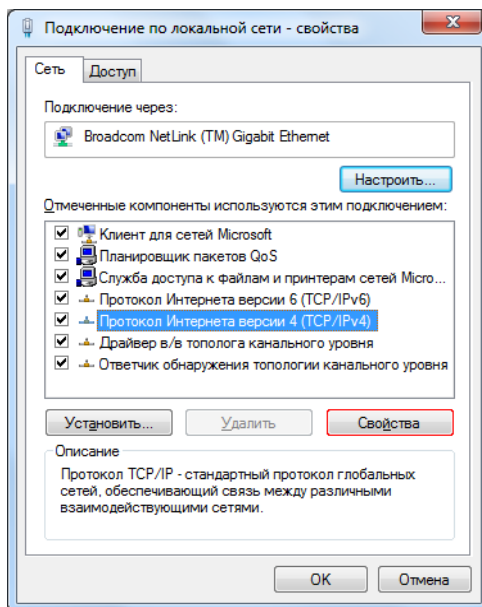 Подключение по локальной сети - свойства
Сеть
Доступ
Подключение через:
Broadcom NetLink (TM) Gigabit Ethernet
Настроить...
Отмеченные компоненты используются этим подключением:
Клиент для сетей Microsoft
Планировщик пакетов QoS
Служба доступа к файлам и принтерам сетей Micro...
Протокол Интернета версии 6 (TCP/IPv6)
Протокол Интернета версии 4 (TCP/IPv4)
Драйвер в/в тополога канального уровня
Ответчик обнаружения топологии канального уровня
Установить...
Удалить
Свойства
Описание
Протокол TCP/IP - стандартный протокол глобальных
сетей, обеспечивающий связь между различными
взаимодействующими сетями.
OK
Отмена